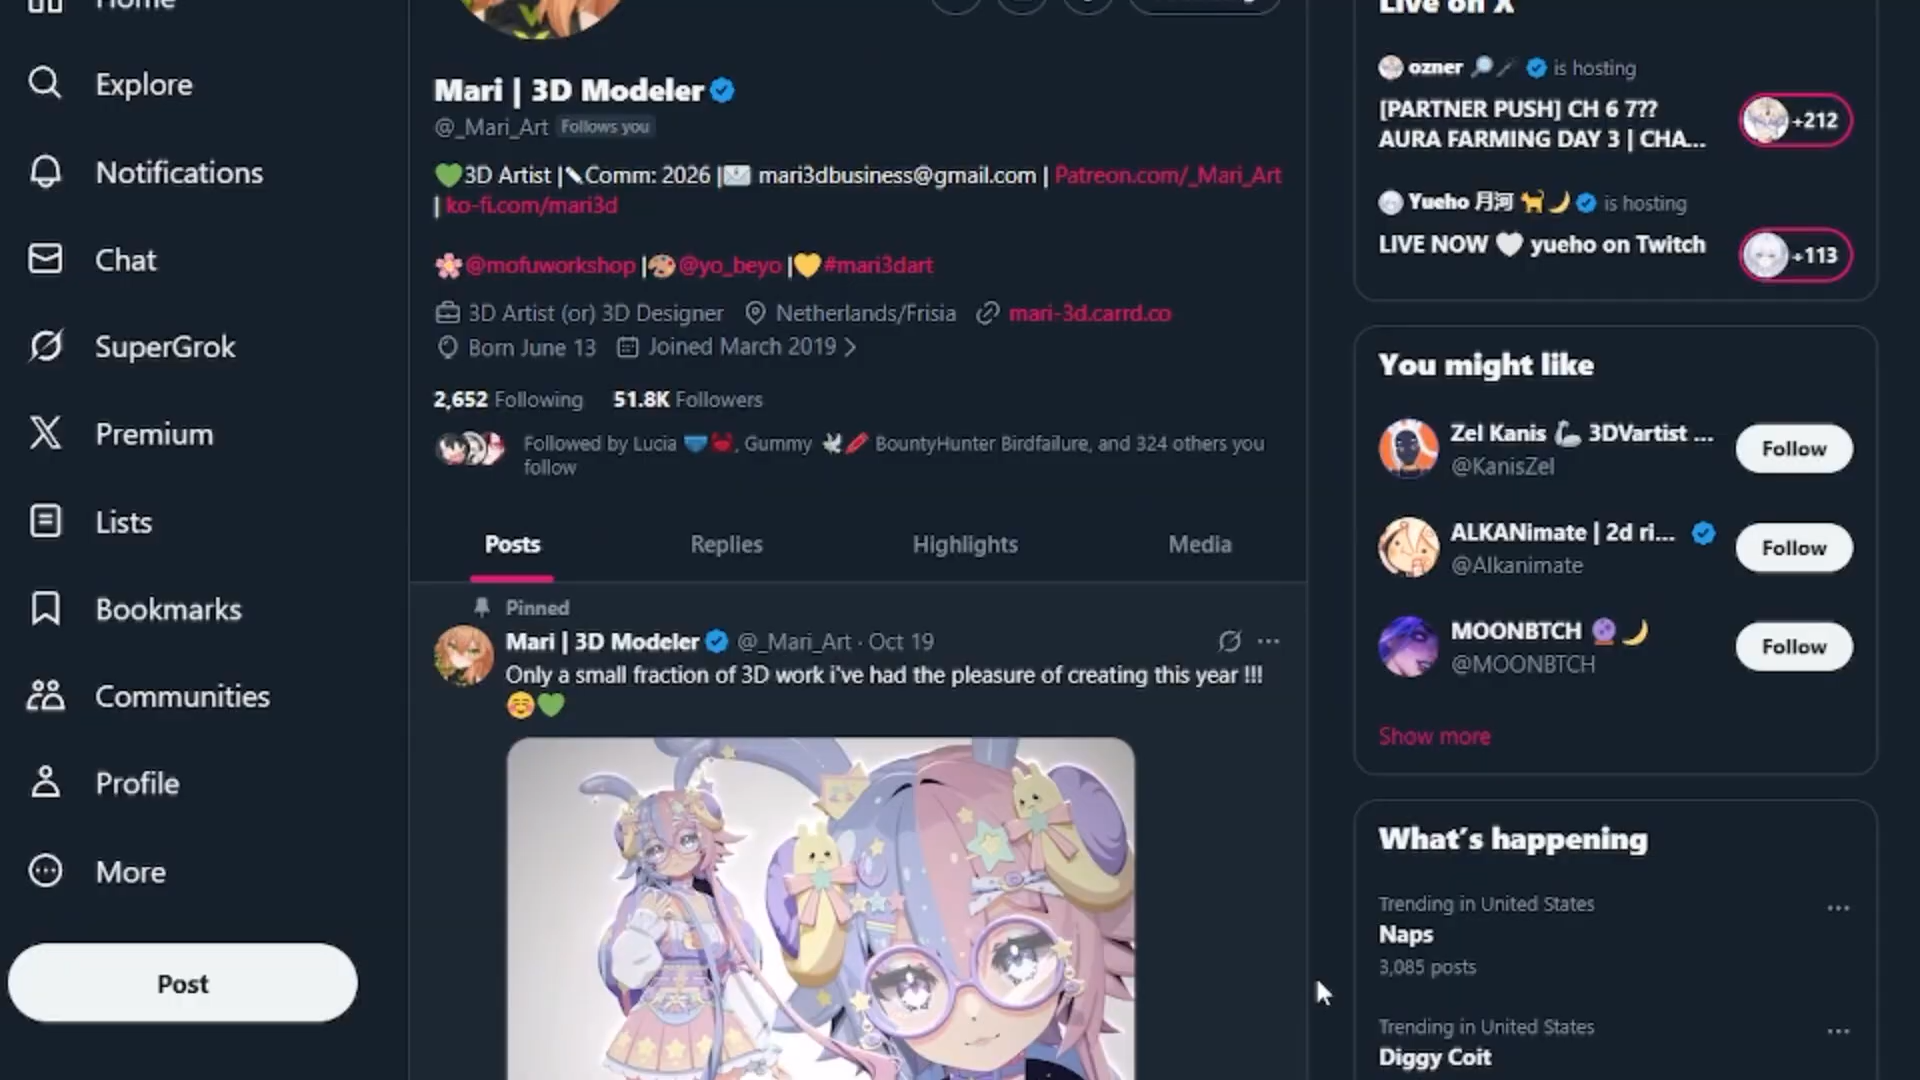 Home
Explore
Notifications
Chat
SuperGrok
Premium
Lists
Bookmarks
Communities
Profile
More
Post
Mari | 3D Modeler
@_Mari_Art Follows you
💚3D Artist |✒Comm: 2026 |📨 mari3dbusiness@gmail.com | Patreon.com/_Mari_Art
| ko-fi.com/mari3d
🌸@mofuworkshop |🎨@yo_beyo |💛#mari3dart
3D Artist (or) 3D Designer Netherlands/Frisia mari-3d.carrd.co
Born June 13 Joined March 2019 >
2,652 Following 51.8K Followers
Followed by Lucia 🩲🦀, Gummy 🕊🧨 BountyHunter Birdfailure, and 324 others you
follow
Posts Replies Highlights Media
Pinned
Mari | 3D Modeler @_Mari_Art · Oct 19
Only a small fraction of 3D work i've had the pleasure of creating this year !!!
☺💚
Live on X
ozner 🔎 is hosting
[PARTNER PUSH] CH 6 7??
AURA FARMING DAY 3 | CHA...
+212
Yueho 月河 🐈🌙 is hosting
LIVE NOW 🤍 yueho on Twitch
+113
You might like
Zel Kanis 🦾 3DVartist ...
@KanisZel
Follow
ALKANimate | 2d ri...
@Alkanimate
Follow
MOONBTCH 🔮🌙
@MOONBTCH
Follow
Show more
What's happening
Trending in United States
Naps
3,085 posts
Trending in United States
Diggy Coit